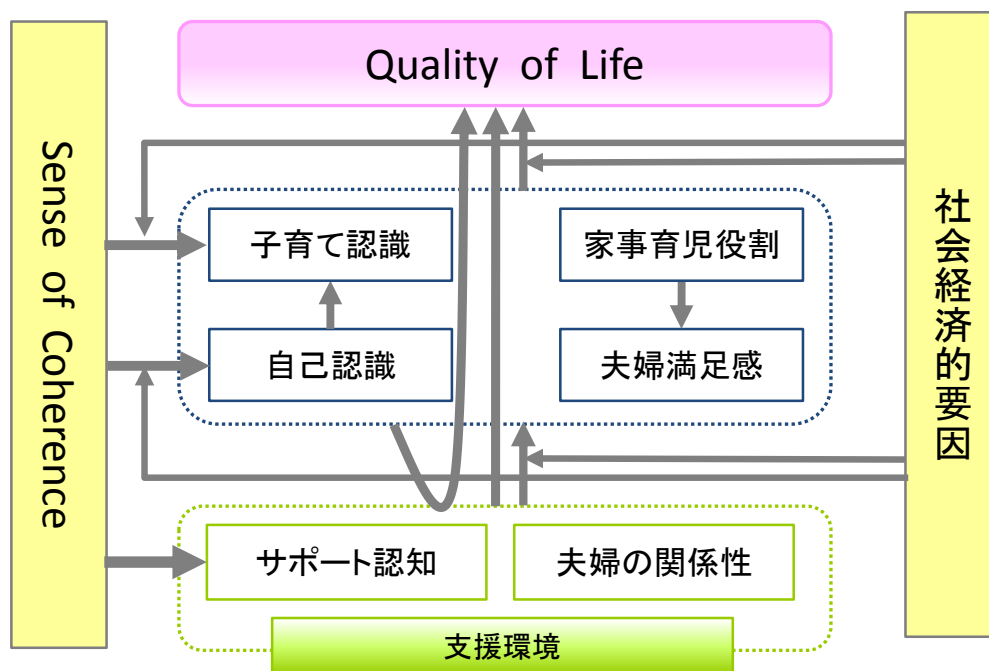 Quality of Life
Sense of Coherence
社会経済的要因
子育て認識
家事育児役割
自己認識
夫婦満足感
サポート認知
夫婦の関係性
支援環境